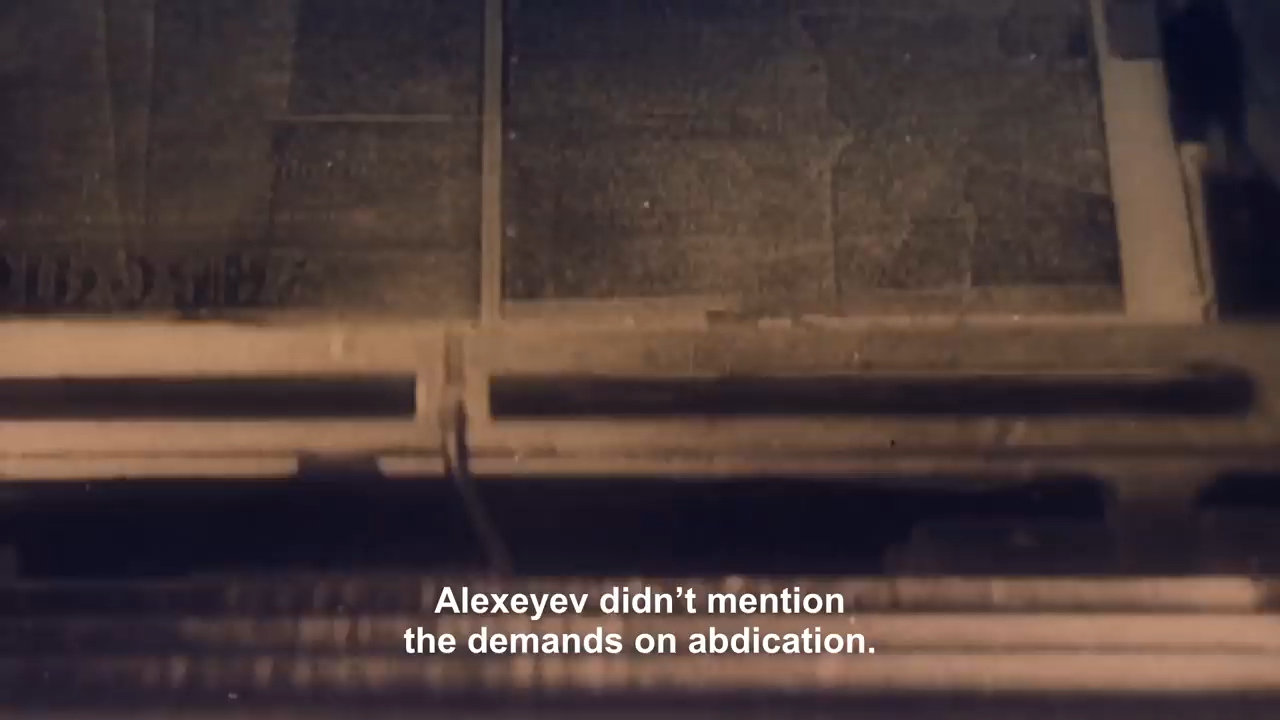 Alexeyev didn’t mention
the demands on abdication.